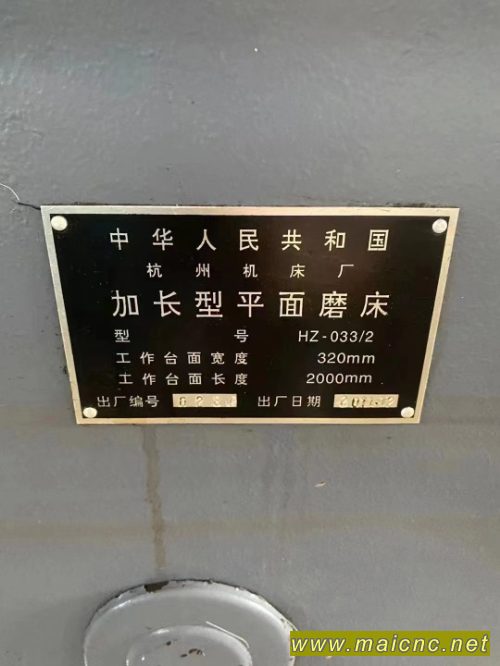 中华人民共和国
杭州机床厂
加长型平面磨床
型号 HZ-033/2
工作台面宽度 320mm
工作台面长度 2000mm
出厂编号 出厂日期
www.maicnc.net